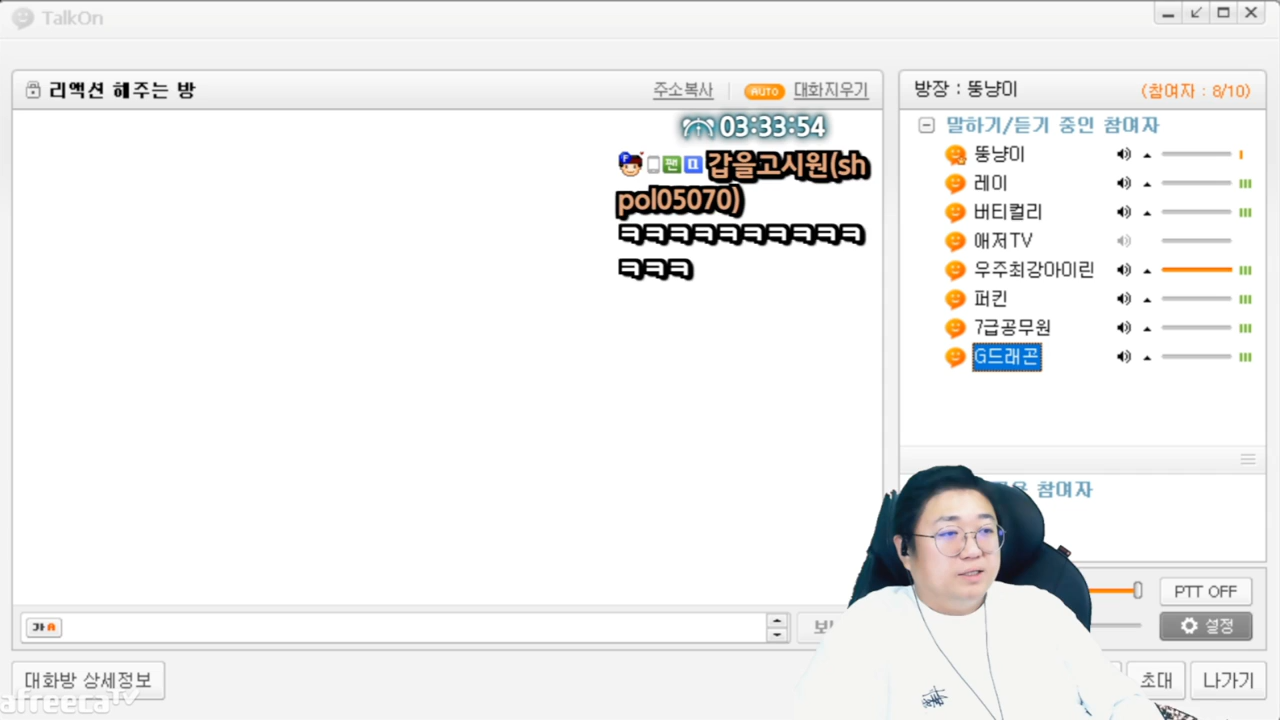 TalkOn
리액션 해주는 방
주소복사
AUTO
대화지우기
03:33:54
팬
갑을고시원(sh
pol05070)
ㅋㅋㅋㅋㅋㅋㅋㅋㅋㅋ
ㅋㅋㅋ
방장 : 뚱냥이
(참여자 : 8/10)
말하기/듣기 중인 참여자
뚱냥이
레이
버티컬리
애저TV
우주최강아이린
퍼킨
7급공무원
G드래곤
참여자
PTT OFF
설정
가A
대화방 상세정보
초대
나가기
afreecaTV